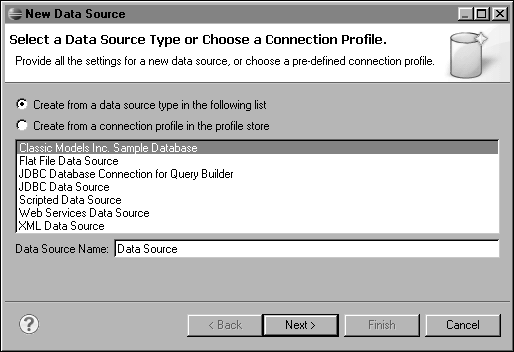 New Data Source
Select a Data Source Type or Choose a Connection Profile.
Provide all the settings for a new data source, or choose a pre-defined connection profile.
Create from a data source type in the following list
Create from a connection profile in the profile store
Classic Models Inc. Sample Database
Flat File Data Source
JDBC Database Connection for Query Builder
JDBC Data Source
Scripted Data Source
Web Services Data Source
XML Data Source
Data Source Name: Data Source
? < Back Next > Finish Cancel